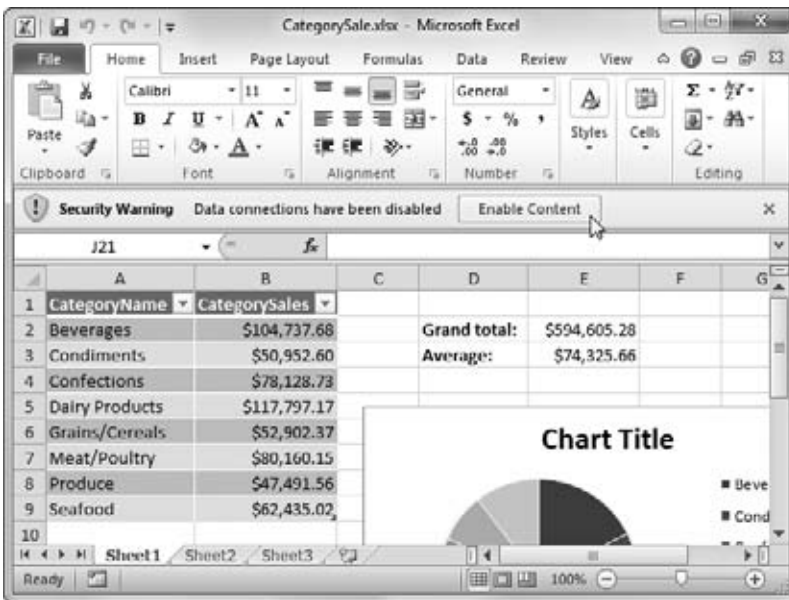 CategorySale.xlsx - Microsoft Excel
File Home Insert Page Layout Formulas Data Review View
Calibri 11 General
B I U A A $ % ,
Paste A Styles Cells
Clipboard Font Alignment Number Editing
Security Warning Data connections have been disabled Enable Content
J21 fx
A B C D E F G
1 CategoryName CategorySales
2 Beverages $104,737.68 Grand total: $594,605.28
3 Condiments $50,952.60 Average: $74,325.66
4 Confections $78,128.73
5 Dairy Products $117,797.17
6 Grains/Cereals $52,902.37 Chart Title
7 Meat/Poultry $80,160.15
8 Produce $47,491.56 Beve
9 Seafood $62,435.02 Cond
10
Sheet1 Sheet2 Sheet3
Ready 100%